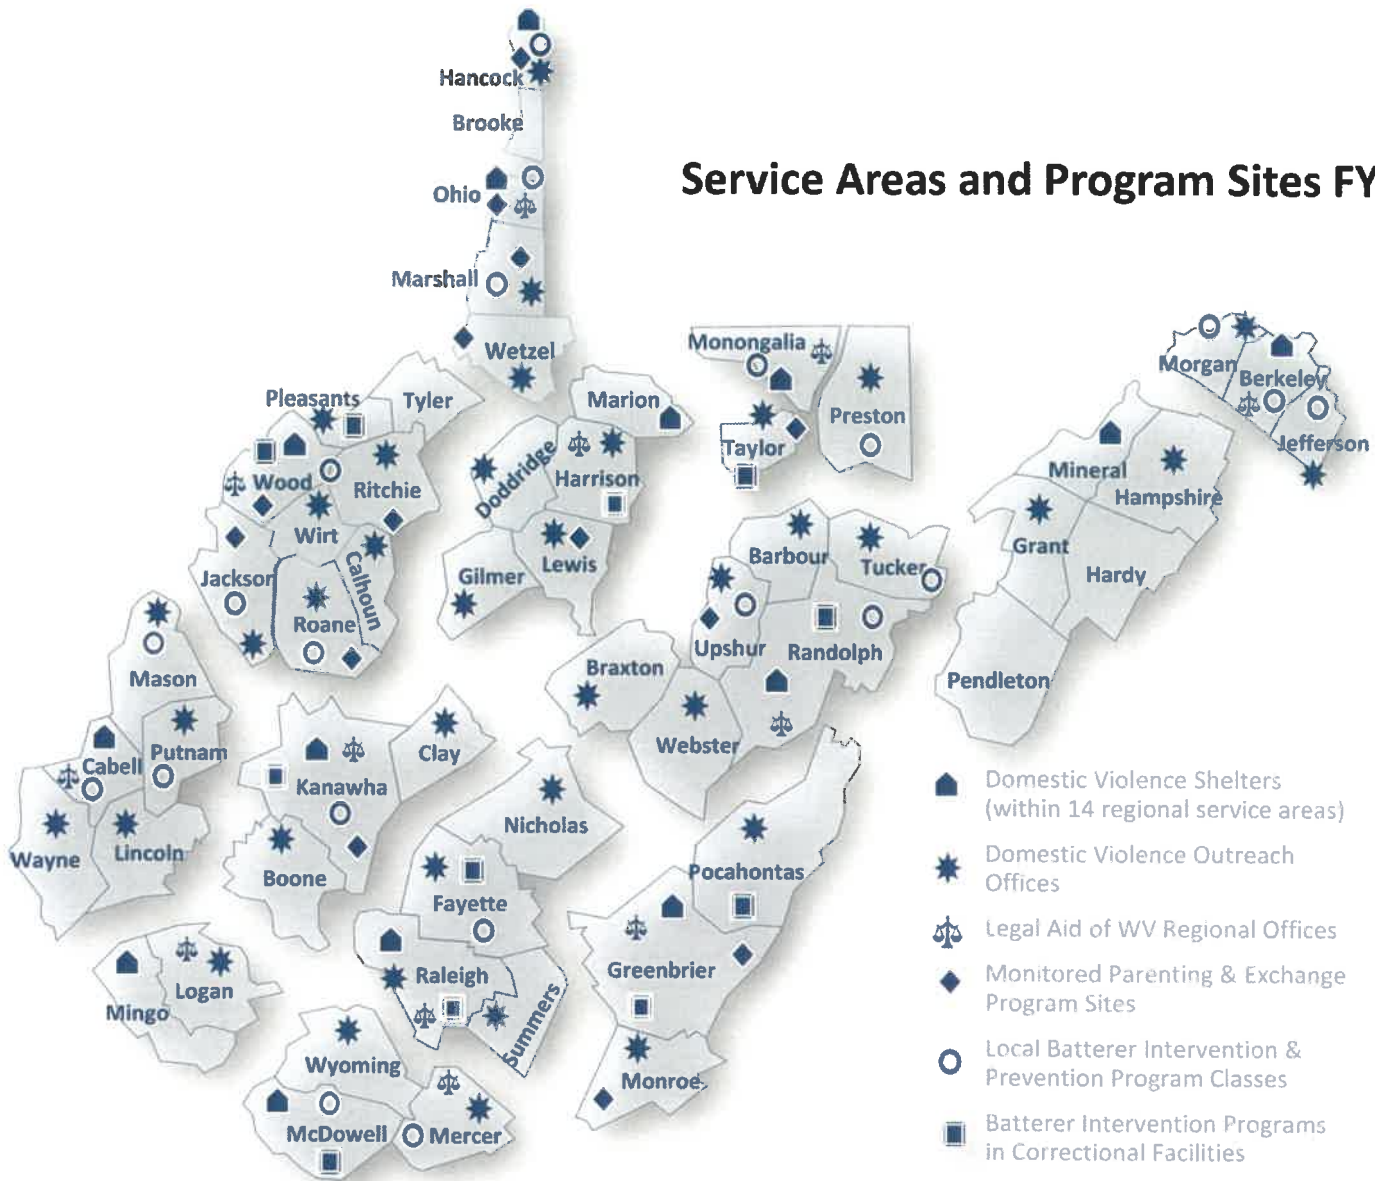 Hancock
Brooke
Service Areas and Program Sites FY
Ohio
Marshall
Wetzel
Monongalia
Morgan
Berkeley
Pleasants
Tyler
Marion
Preston
Jefferson
Taylor
Doddridge
Harrison
Wood
Ritchie
Mineral
Hampshire
Wirt
Calhoun
Grant
Hardy
Barbour
Tucker
Jackson
Gilmer
Lewis
Roane
Upshur
Randolph
Braxton
Mason
Pendleton
Webster
Putnam
Cabell
Clay
Kanawha
Nicholas
Wayne
Lincoln
Boone
Pocahontas
Fayette
Greenbrier
Raleigh
Logan
Mingo
Summers
Wyoming
Monroe
McDowell
Mercer
Domestic Violence Shelters
(within 14 regional service areas)
Domestic Violence Outreach
Offices
Legal Aid of WV Regional Offices
Monitored Parenting & Exchange
Program Sites
Local Batterer Intervention &
Prevention Program Classes
Batterer Intervention Programs
in Correctional Facilities